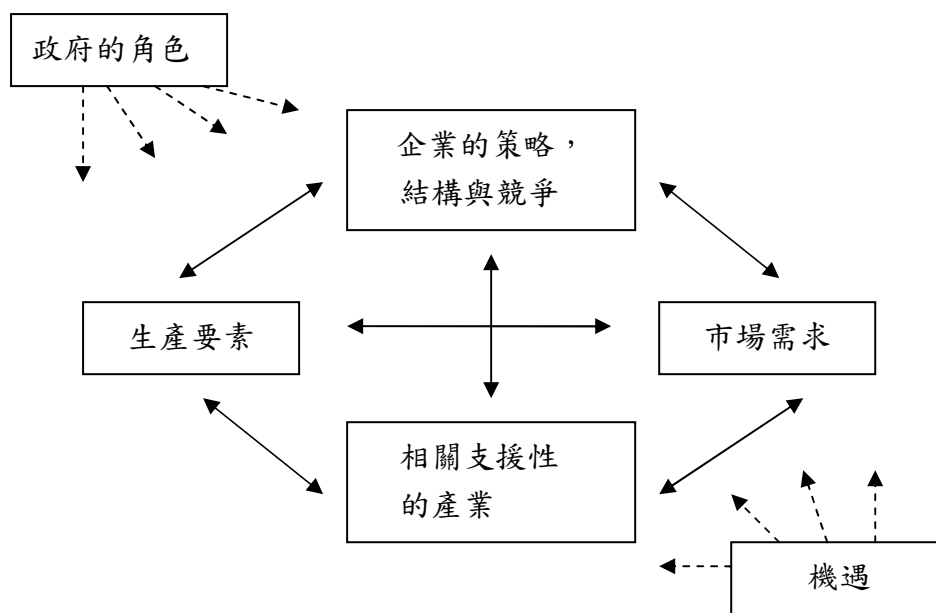 政府的角色
企業的策略，
結構與競爭
生產要素
市場需求
相關支援性
的產業
機遇